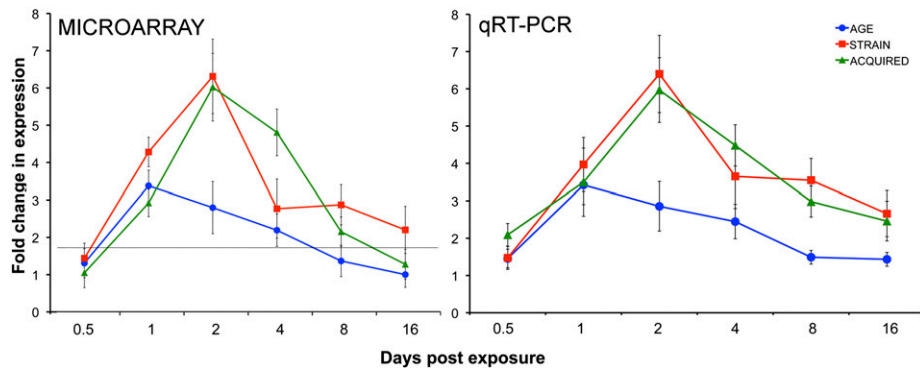 MICROARRAY
Fold change in expression
8
7
6
5
4
3
2
1
0
0.5 1 2 4 8 16
qRT-PCR
AGE
STRAIN
ACQUIRED
8
7
6
5
4
3
2
1
0
0.5 1 2 4 8 16
Days post exposure